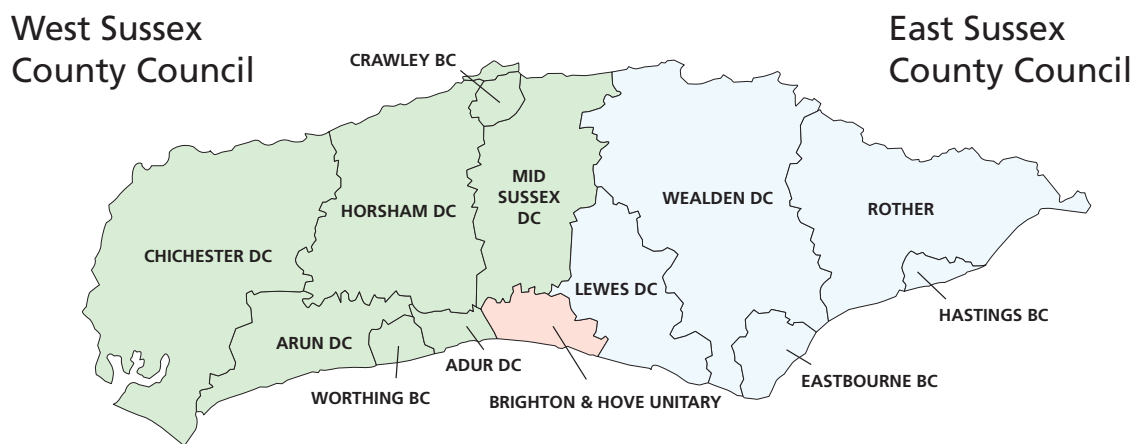 West Sussex
County Council
East Sussex
County Council
CRAWLEY BC
MID
SUSSEX
DC
WEALDEN DC
HORSHAM DC
ROTHER
CHICHESTER DC
LEWES DC
HASTINGS BC
ARUN DC
ADUR DC
EASTBOURNE BC
WORTHING BC
BRIGHTON & HOVE UNITARY